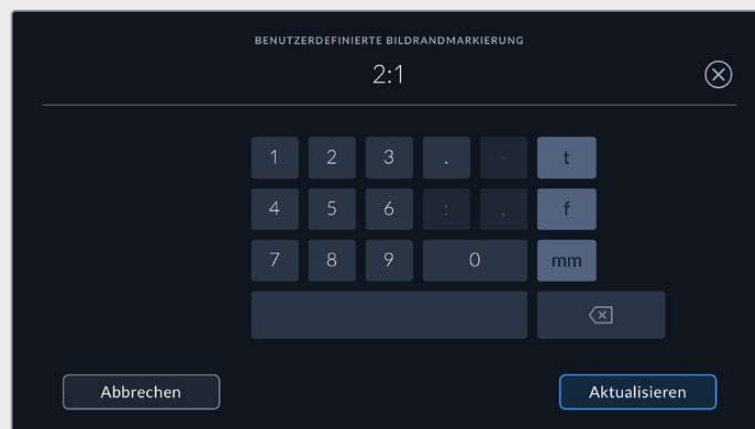 BENUTZERDEFINIERTE BILDRANDMARKIERUNG
2:1
1 2 3 . - t
4 5 6 : , f
7 8 9 0 mm
Abbrechen Aktualisieren